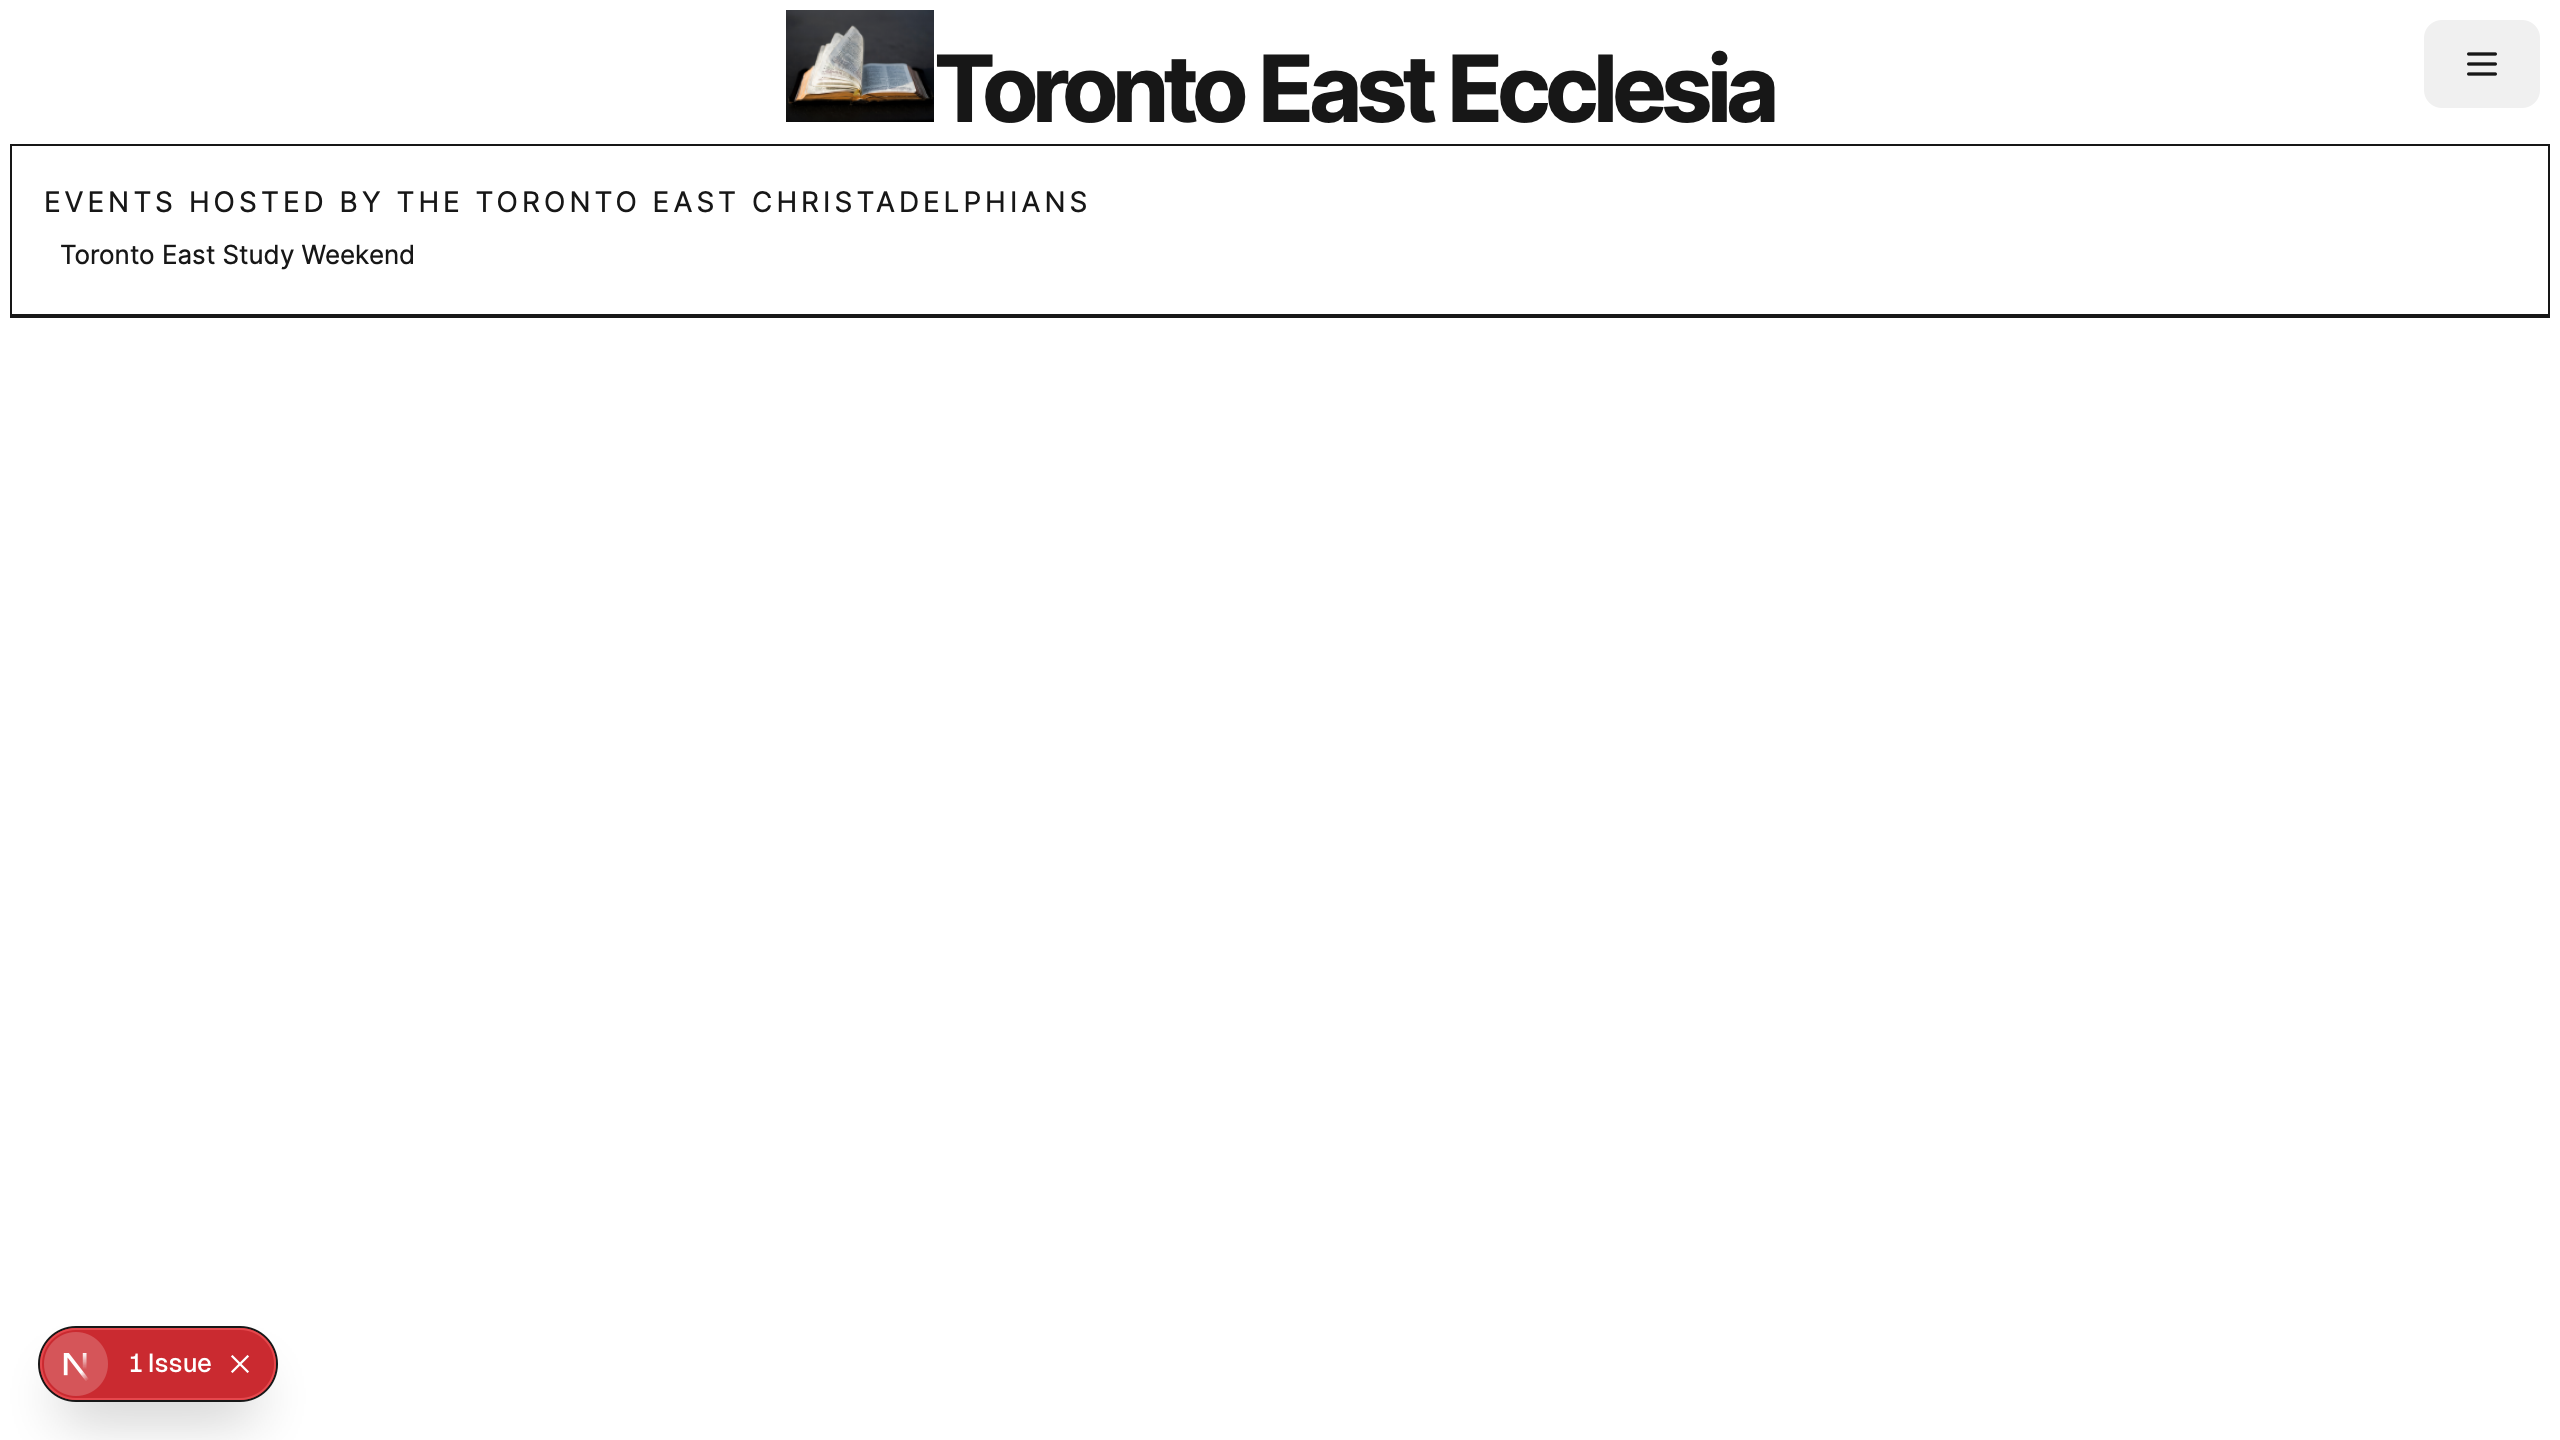 Toronto East Ecclesia
EVENTS HOSTED BY THE TORONTO EAST CHRISTADELPHIANS
Toronto East Study Weekend
N 1 Issue